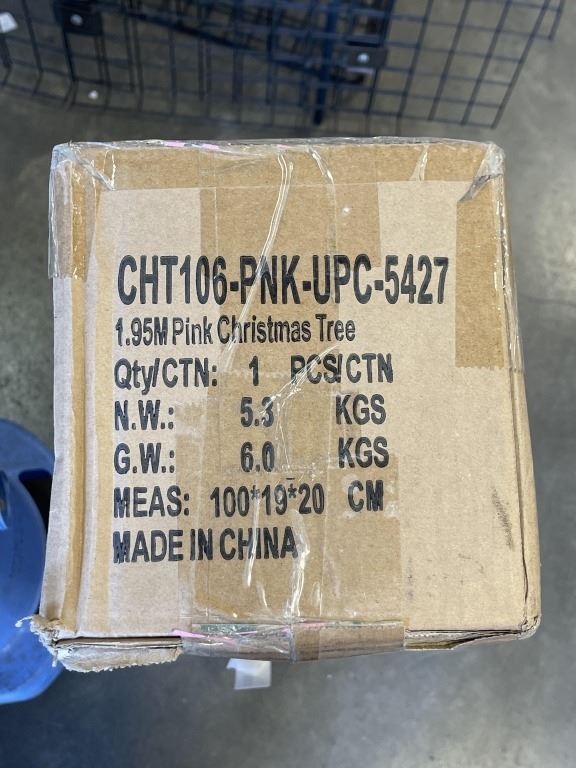 CHT106-PNK-UPC-5427
1.95M Pink Christmas Tree
Qty/CTN: 1 PCS/CTN
N.W.: 5.3 KGS
G.W.: 6.0 KGS
MEAS: 100*19*20 CM
MADE IN CHINA